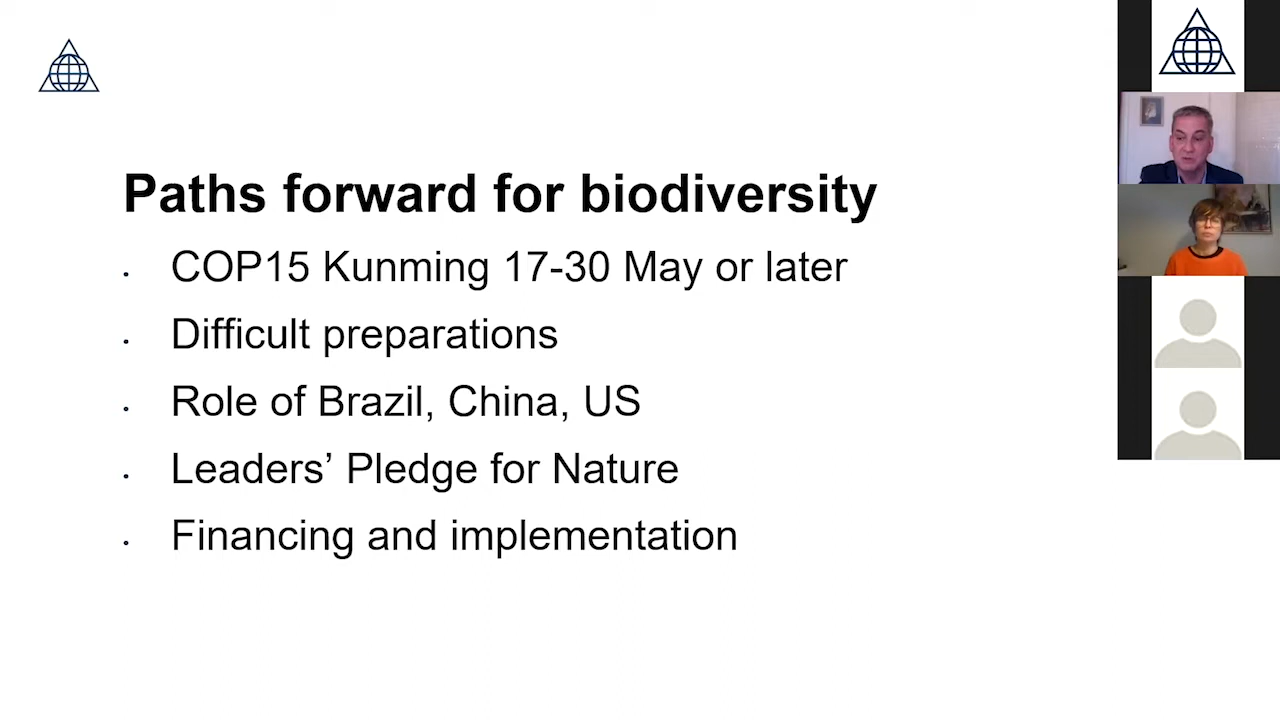 Paths forward for biodiversity
• COP15 Kunming 17-30 May or later
• Difficult preparations
• Role of Brazil, China, US
• Leaders’ Pledge for Nature
• Financing and implementation